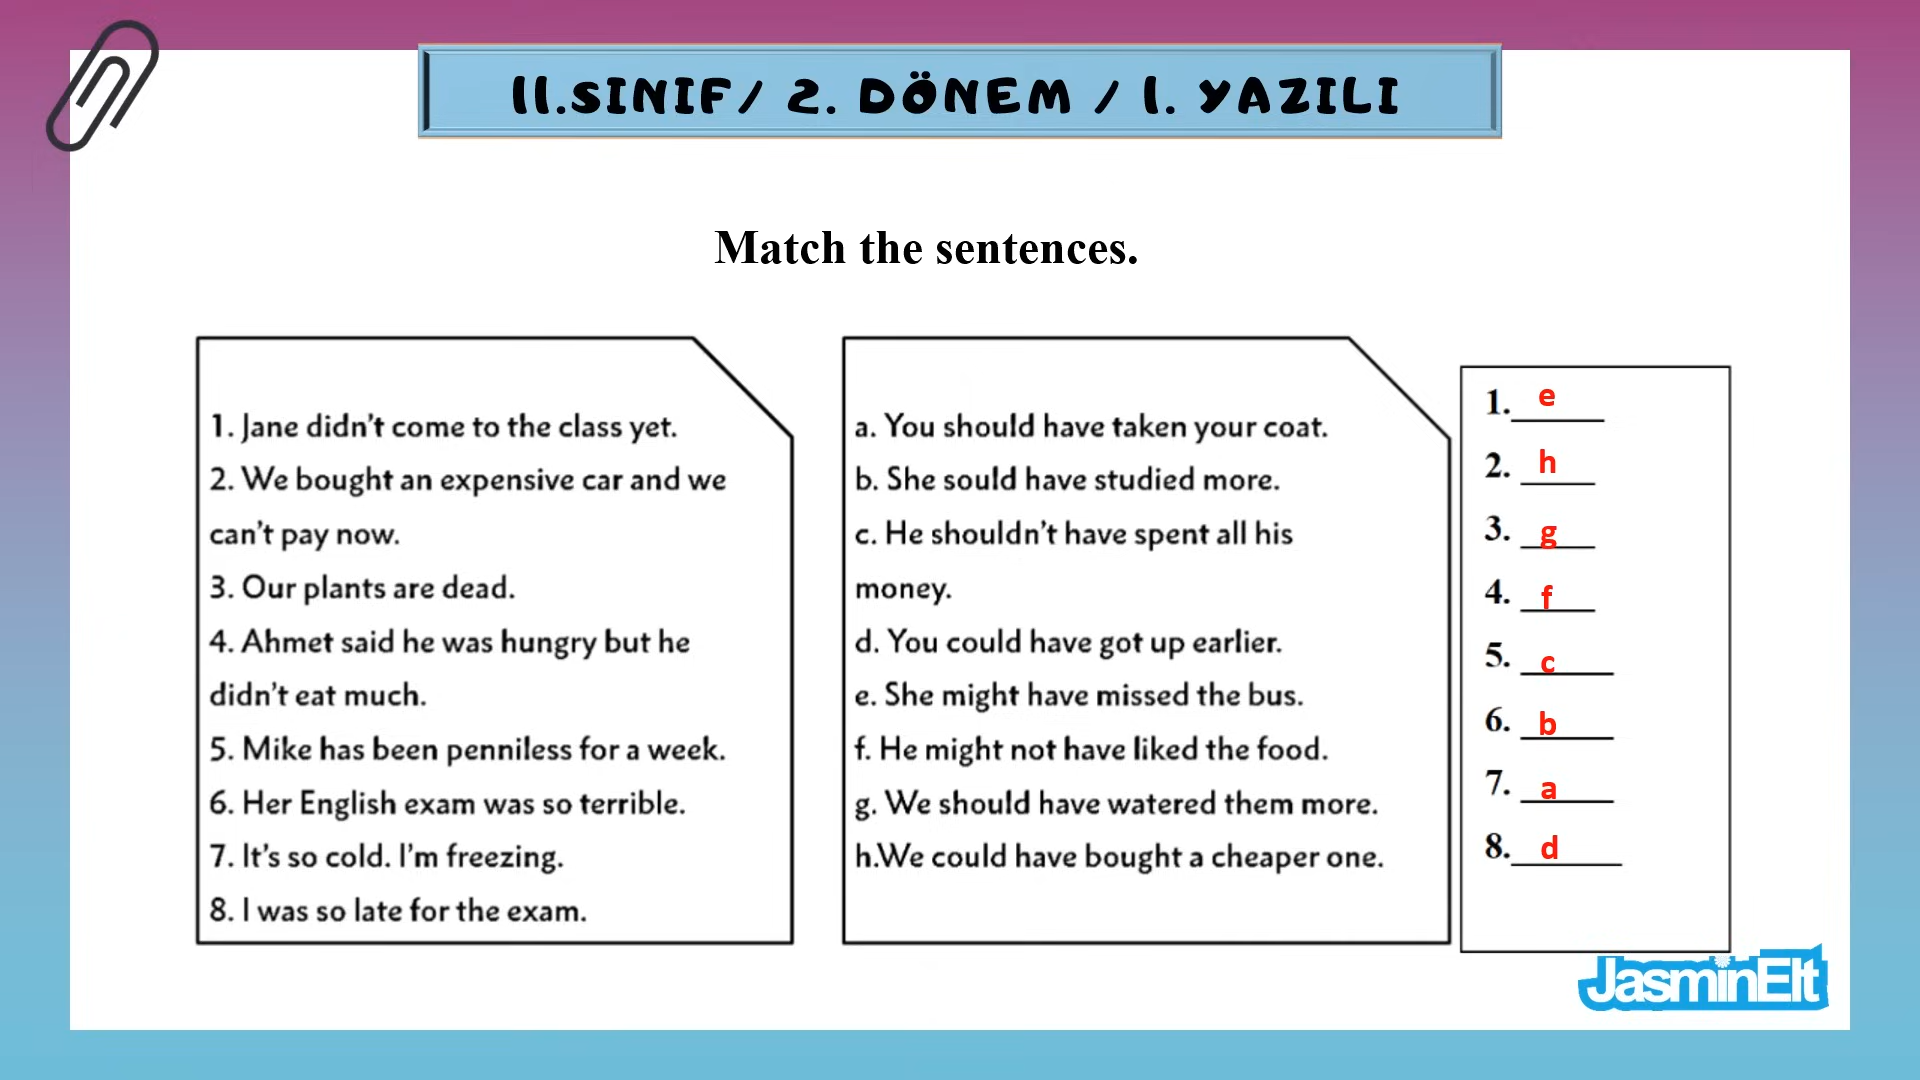 11.SINIF/ 2. DÖNEM / 1. YAZILI
Match the sentences.
1. Jane didn't come to the class yet.
2. We bought an expensive car and we
can't pay now.
3. Our plants are dead.
4. Ahmet said he was hungry but he
didn't eat much.
5. Mike has been penniless for a week.
6. Her English exam was so terrible.
7. It's so cold. I'm freezing.
8. I was so late for the exam.
a. You should have taken your coat.
b. She sould have studied more.
c. He shouldn't have spent all his
money.
d. You could have got up earlier.
e. She might have missed the bus.
f. He might not have liked the food.
g. We should have watered them more.
h.We could have bought a cheaper one.
1. e
2. h
3. g
4. f
5. c
6. b
7. a
8. d
JasminElt